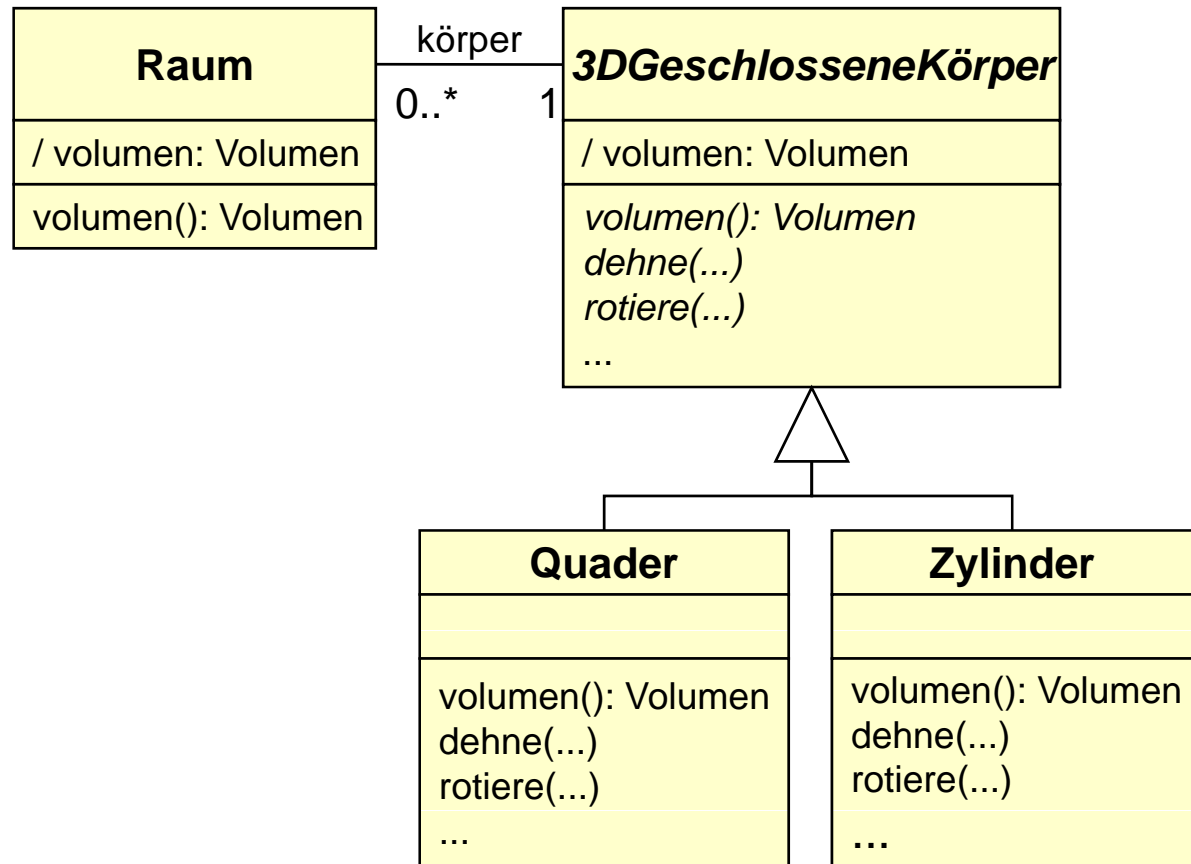 Raum
/ volumen: Volumen
volumen(): Volumen
körper
0..* 1
3DGeschlosseneKörper
/ volumen: Volumen
volumen(): Volumen
dehne(...)
rotiere(...)
...
Quader
volumen(): Volumen
dehne(...)
rotiere(...)
...
Zylinder
volumen(): Volumen
dehne(...)
rotiere(...)
...